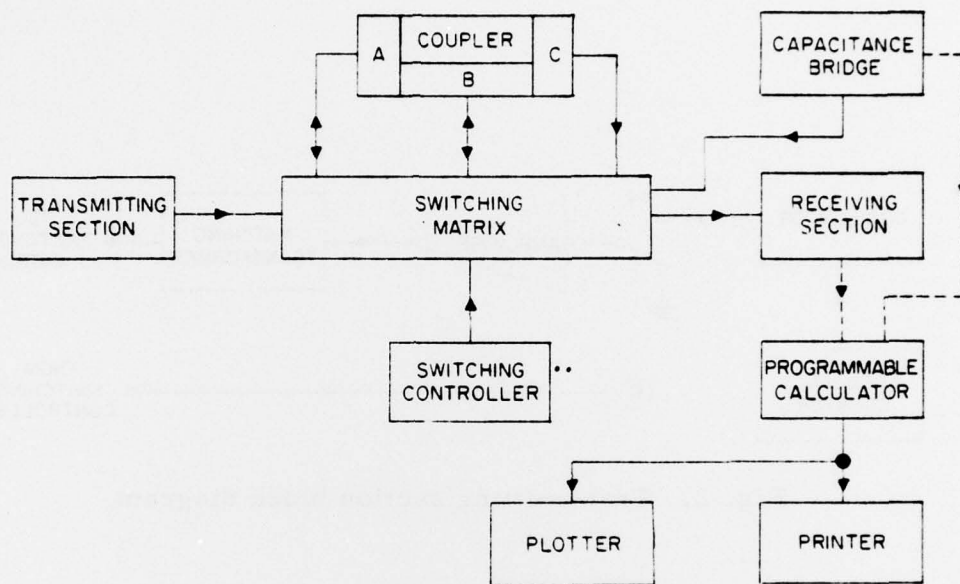 A
COUPLER
B
C
CAPACITANCE
BRIDGE
TRANSMITTING
SECTION
SWITCHING
MATRIX
RECEIVING
SECTION
SWITCHING
CONTROLLER
PROGRAMMABLE
CALCULATOR
PLOTTER
PRINTER